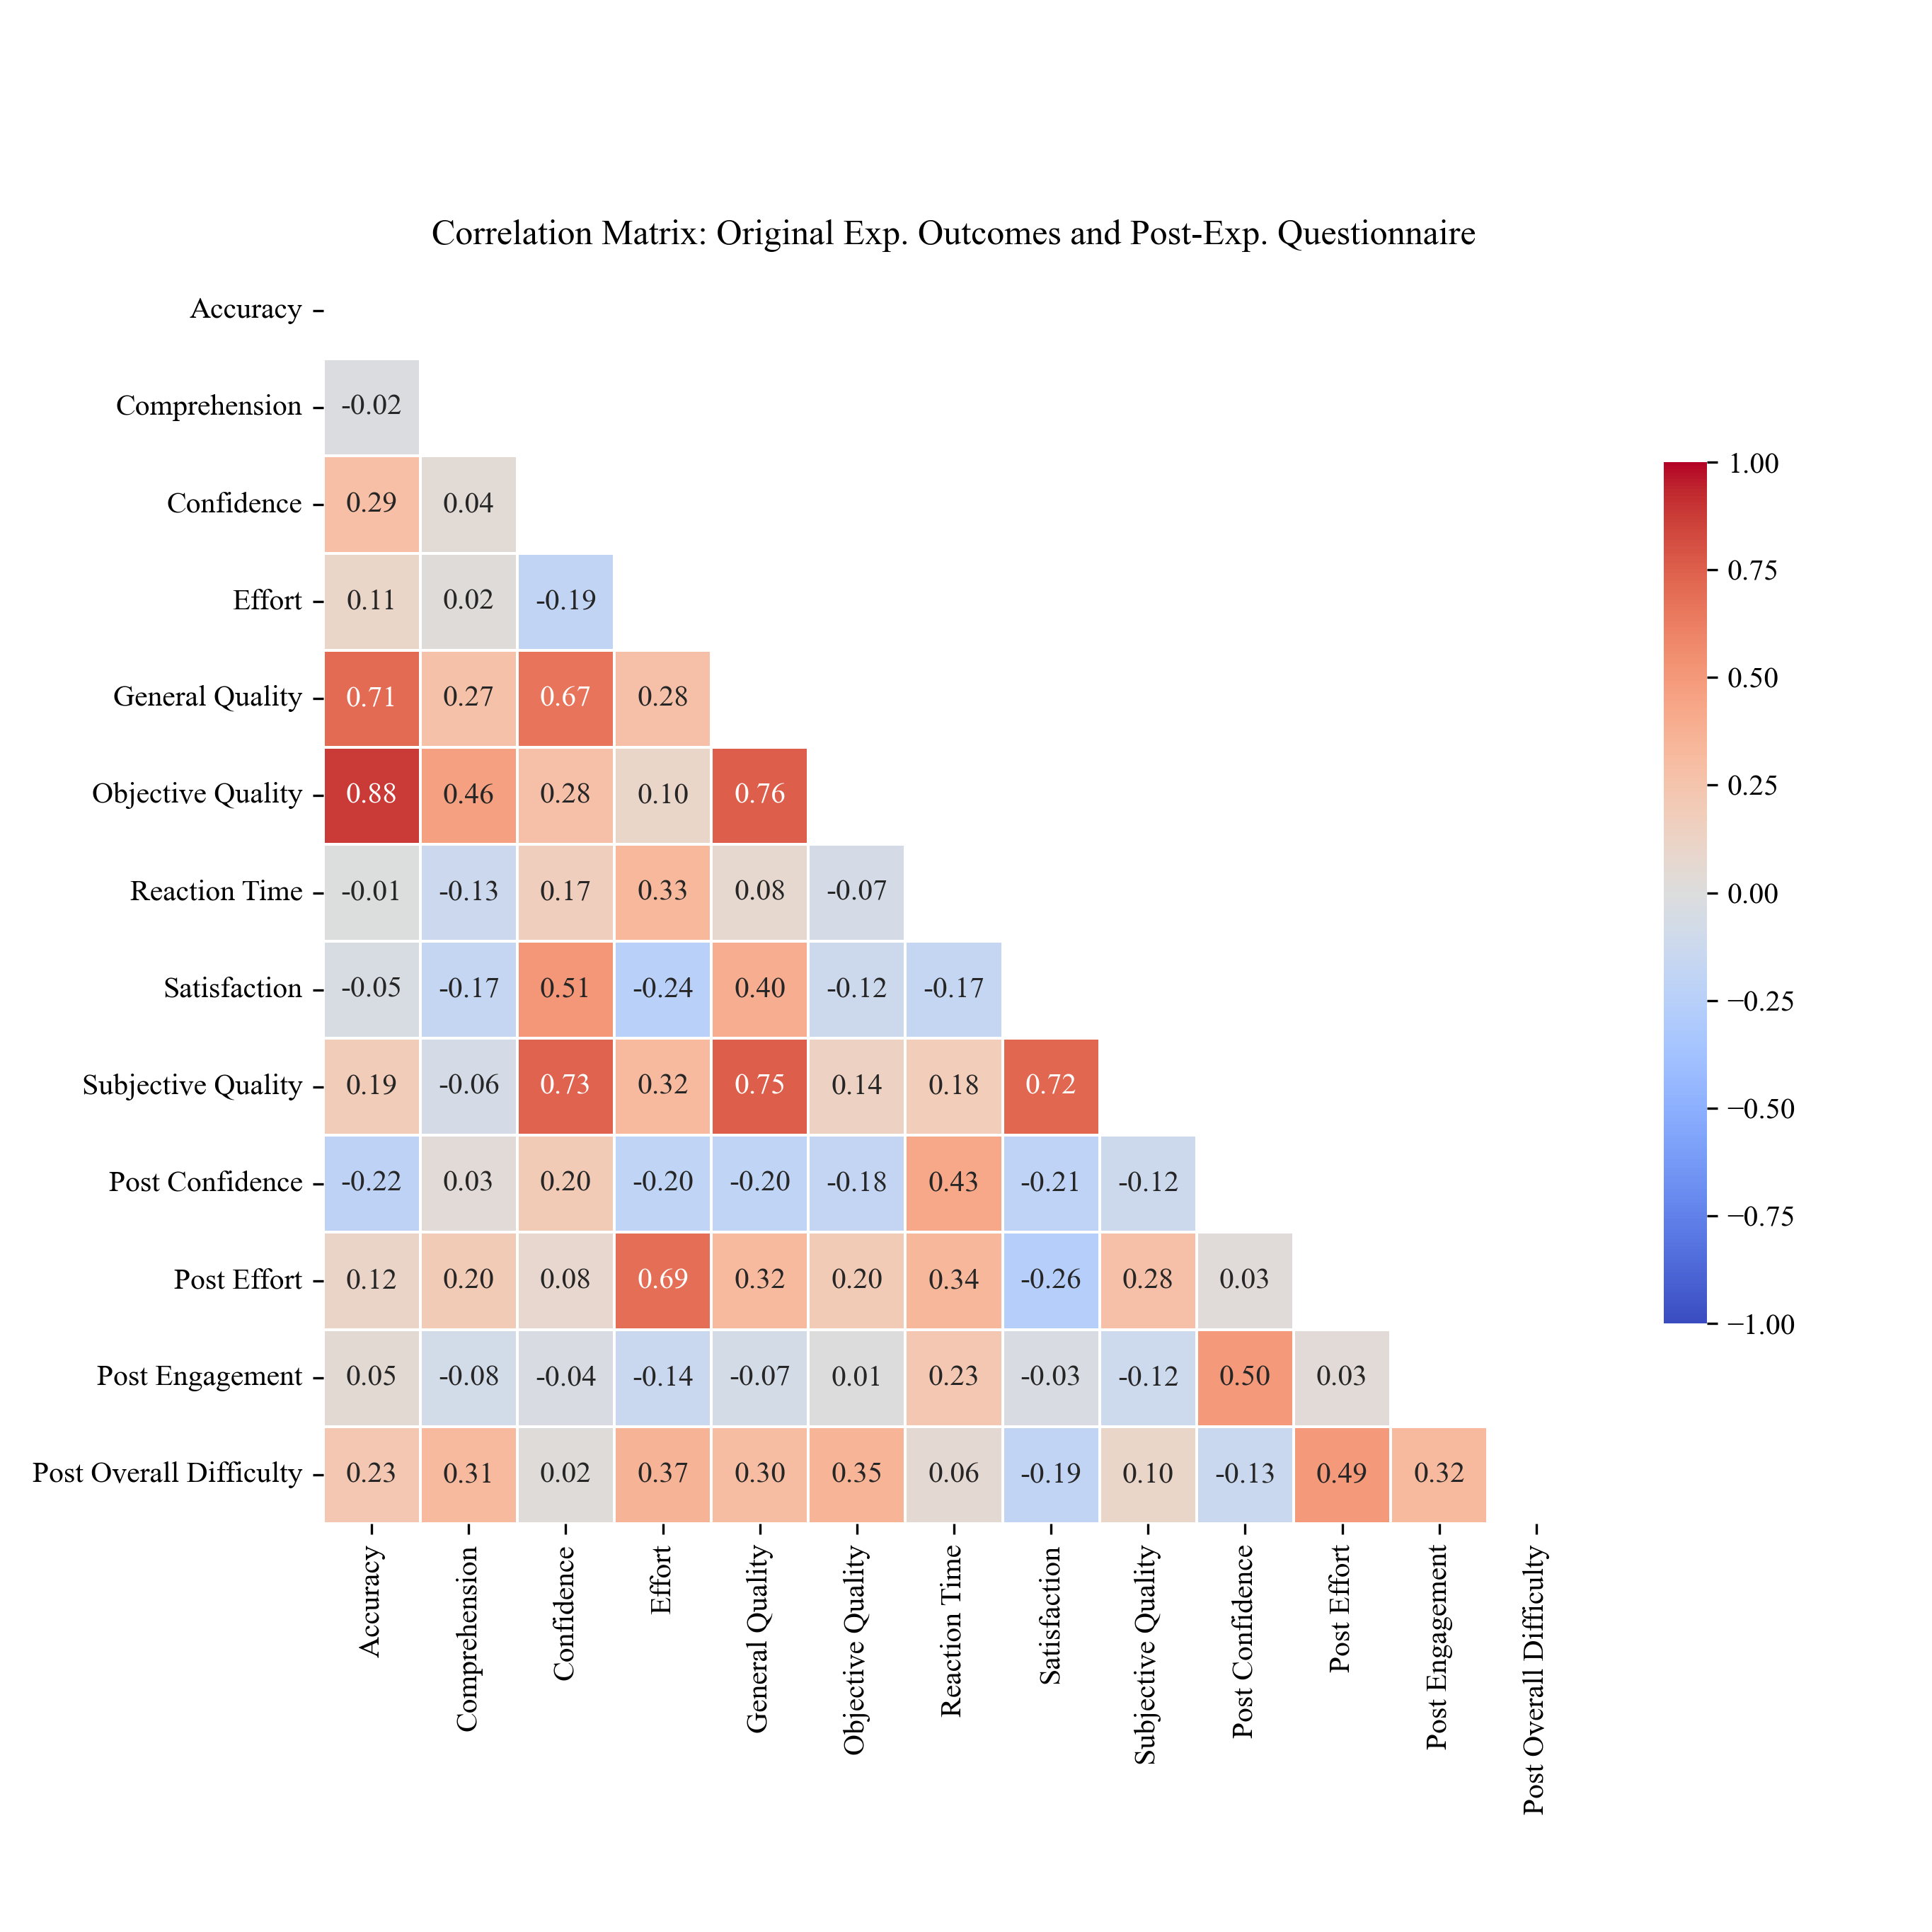 Correlation Matrix: Original Exp. Outcomes and Post-Exp. Questionnaire
Accuracy
Comprehension -0.02
Confidence 0.29 0.04
Effort 0.11 0.02 -0.19
General Quality 0.71 0.27 0.67 0.28
Objective Quality 0.88 0.46 0.28 0.10 0.76
Reaction Time -0.01 -0.13 0.17 0.33 0.08 -0.07
Satisfaction -0.05 -0.17 0.51 -0.24 0.40 -0.12 -0.17
Subjective Quality 0.19 -0.06 0.73 0.32 0.75 0.14 0.18 0.72
Post Confidence -0.22 0.03 0.20 -0.20 -0.20 -0.18 0.43 -0.21 -0.12
Post Effort 0.12 0.20 0.08 0.69 0.32 0.20 0.34 -0.26 0.28 0.03
Post Engagement 0.05 -0.08 -0.04 -0.14 -0.07 0.01 0.23 -0.03 -0.12 0.50 0.03
Post Overall Difficulty 0.23 0.31 0.02 0.37 0.30 0.35 0.06 -0.19 0.10 -0.13 0.49 0.32
Accuracy
Comprehension
Confidence
Effort
General Quality
Objective Quality
Reaction Time
Satisfaction
Subjective Quality
Post Confidence
Post Effort
Post Engagement
Post Overall Difficulty
1.00
0.75
0.50
0.25
0.00
−0.25
−0.50
−0.75
−1.00